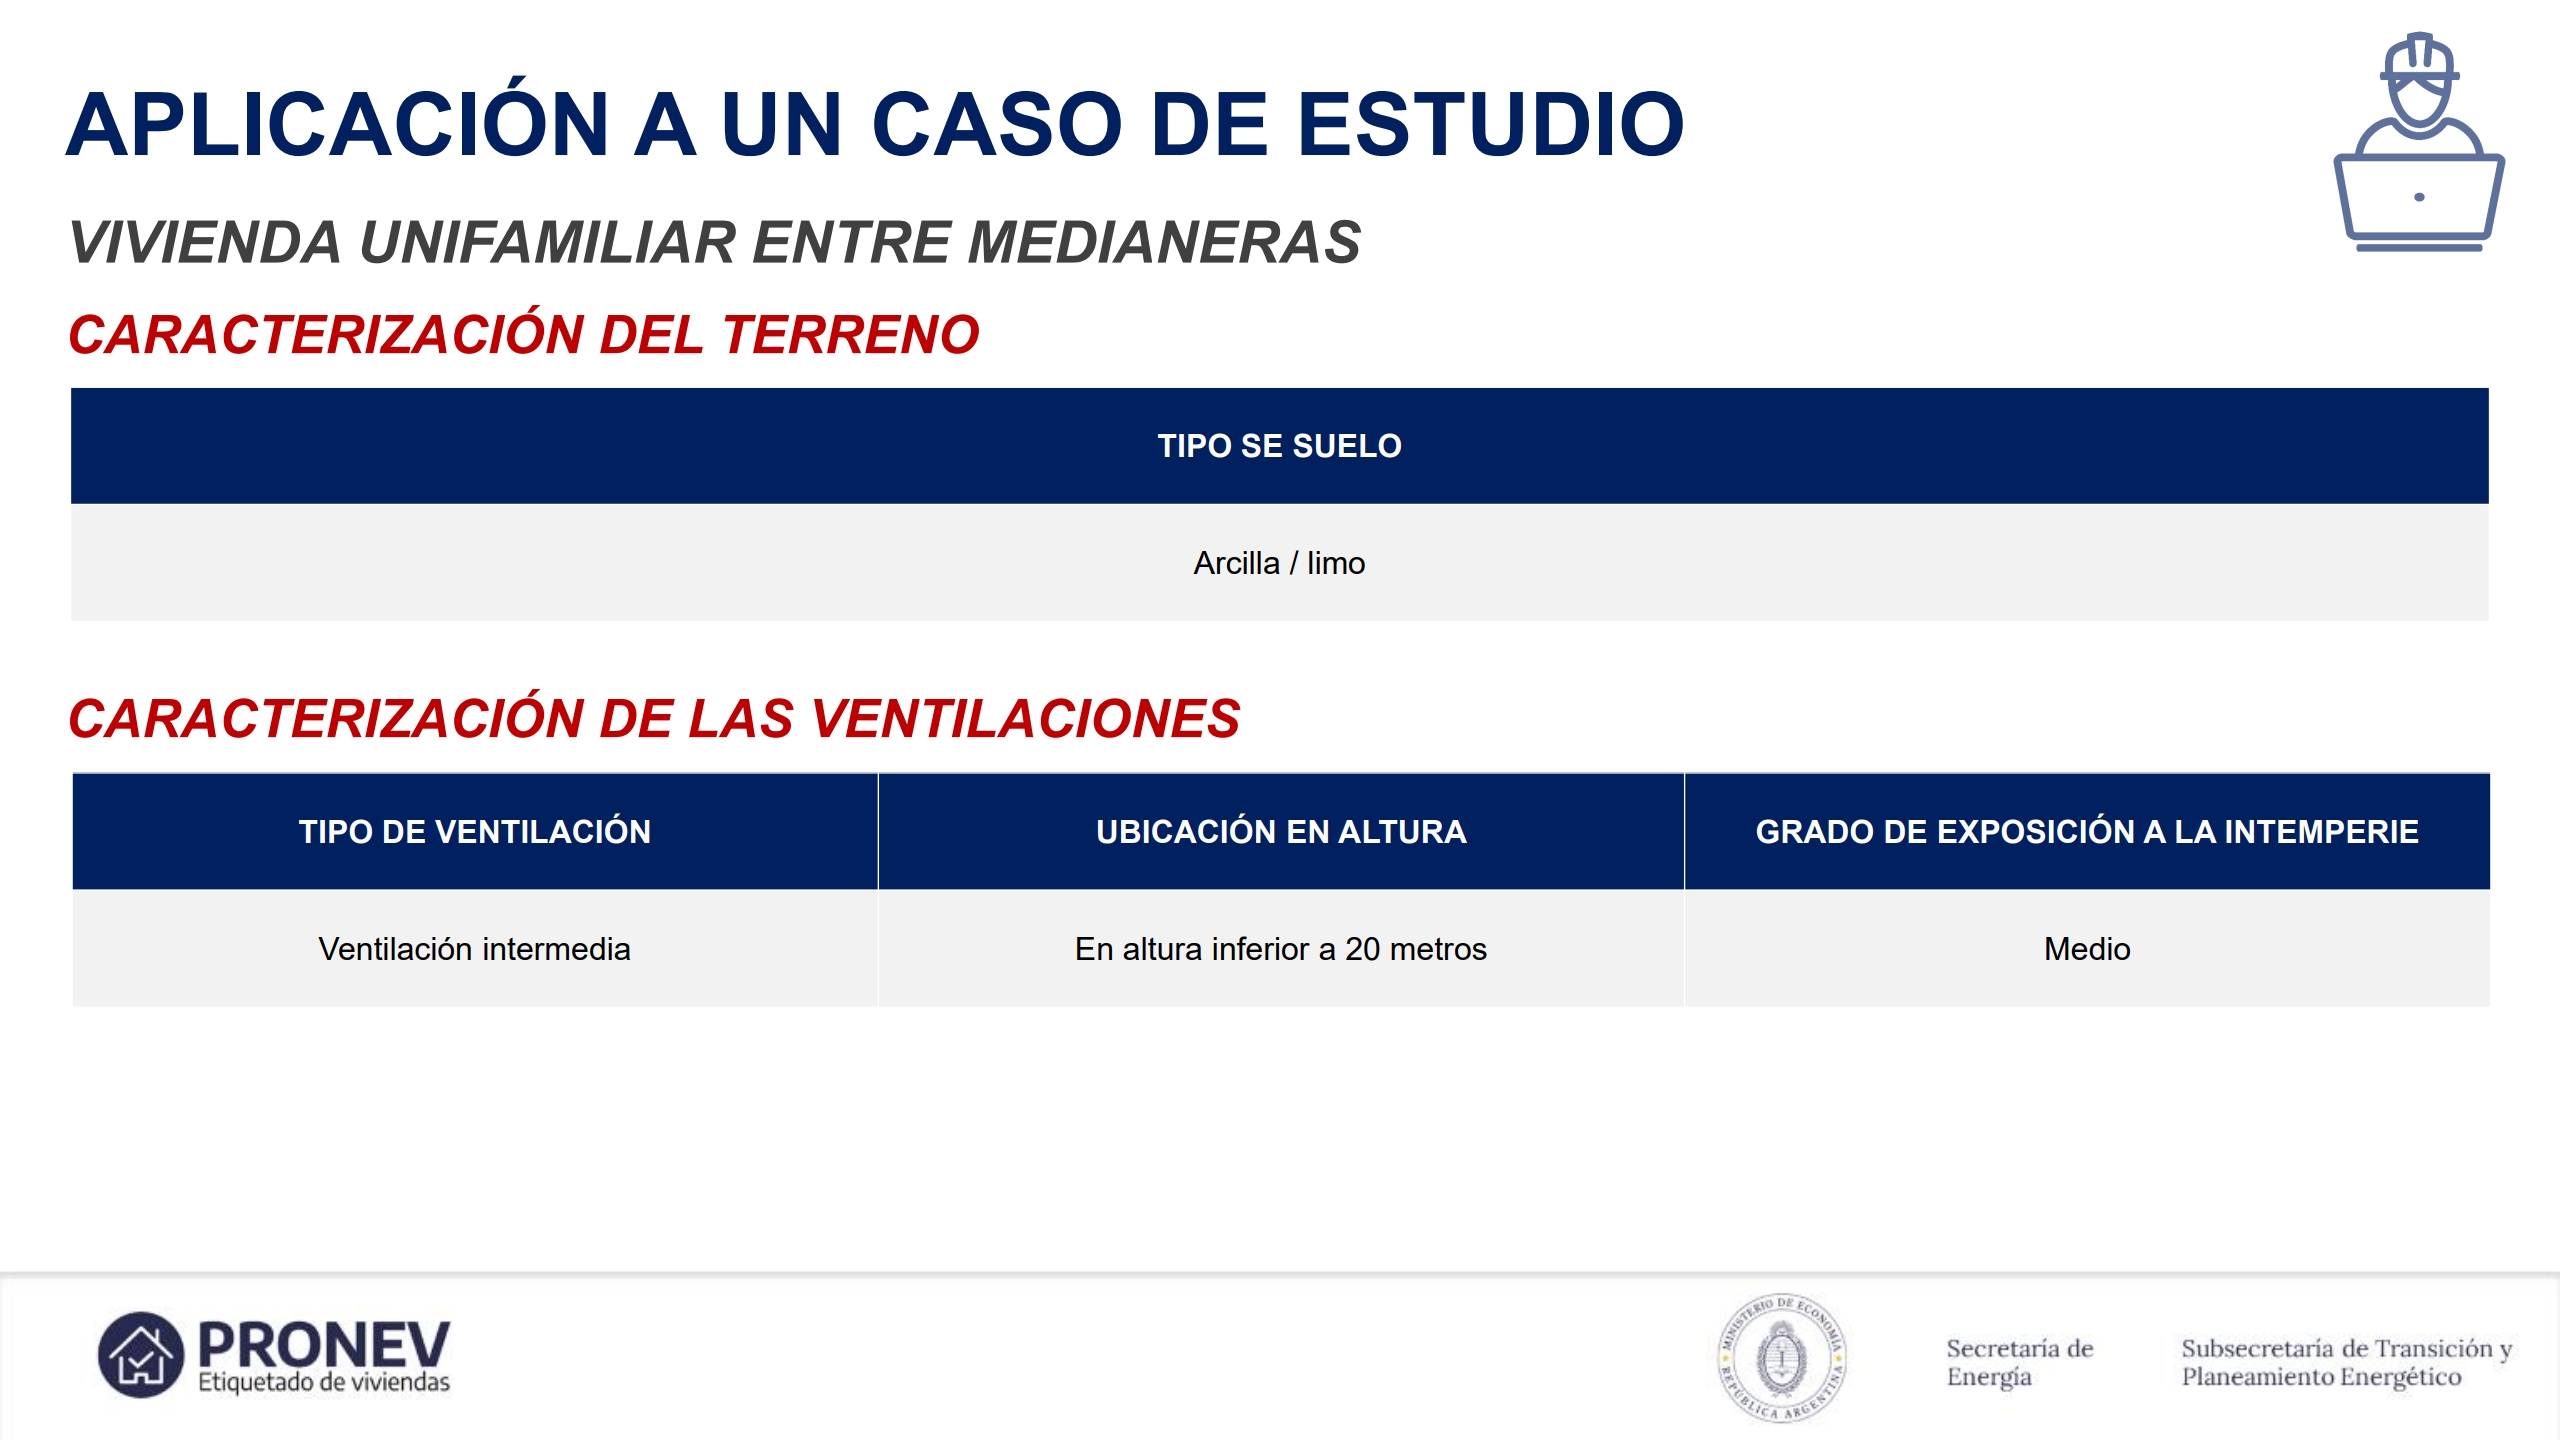 APLICACIÓN A UN CASO DE ESTUDIO
VIVIENDA UNIFAMILIAR ENTRE MEDIANERAS
CARACTERIZACIÓN DEL TERRENO
TIPO SE SUELO
Arcilla / limo
CARACTERIZACIÓN DE LAS VENTILACIONES
TIPO DE VENTILACIÓN
UBICACIÓN EN ALTURA
GRADO DE EXPOSICIÓN A LA INTEMPERIE
Ventilación intermedia
En altura inferior a 20 metros
Medio
PRONEV
Etiquetado de viviendas
MINISTERIO DE ECONOMÍA
REPÚBLICA ARGENTINA
Secretaría de
Energía
Subsecretaría de Transición y
Planeamiento Energético